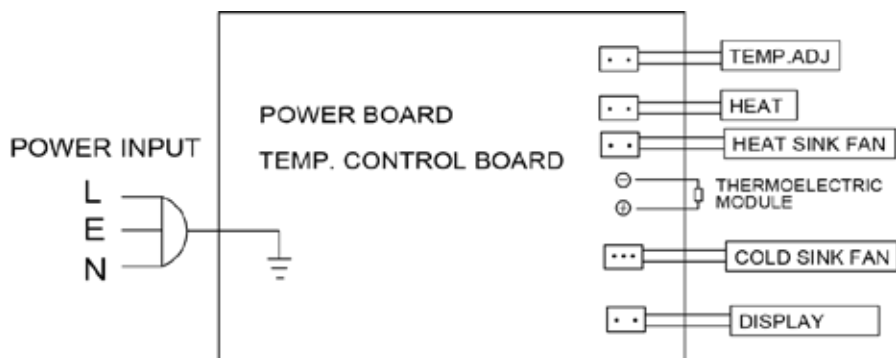 POWER INPUT
L
E
N
POWER BOARD
TEMP. CONTROL BOARD
TEMP.ADJ
HEAT
HEAT SINK FAN
THERMOELECTRIC
MODULE
COLD SINK FAN
DISPLAY